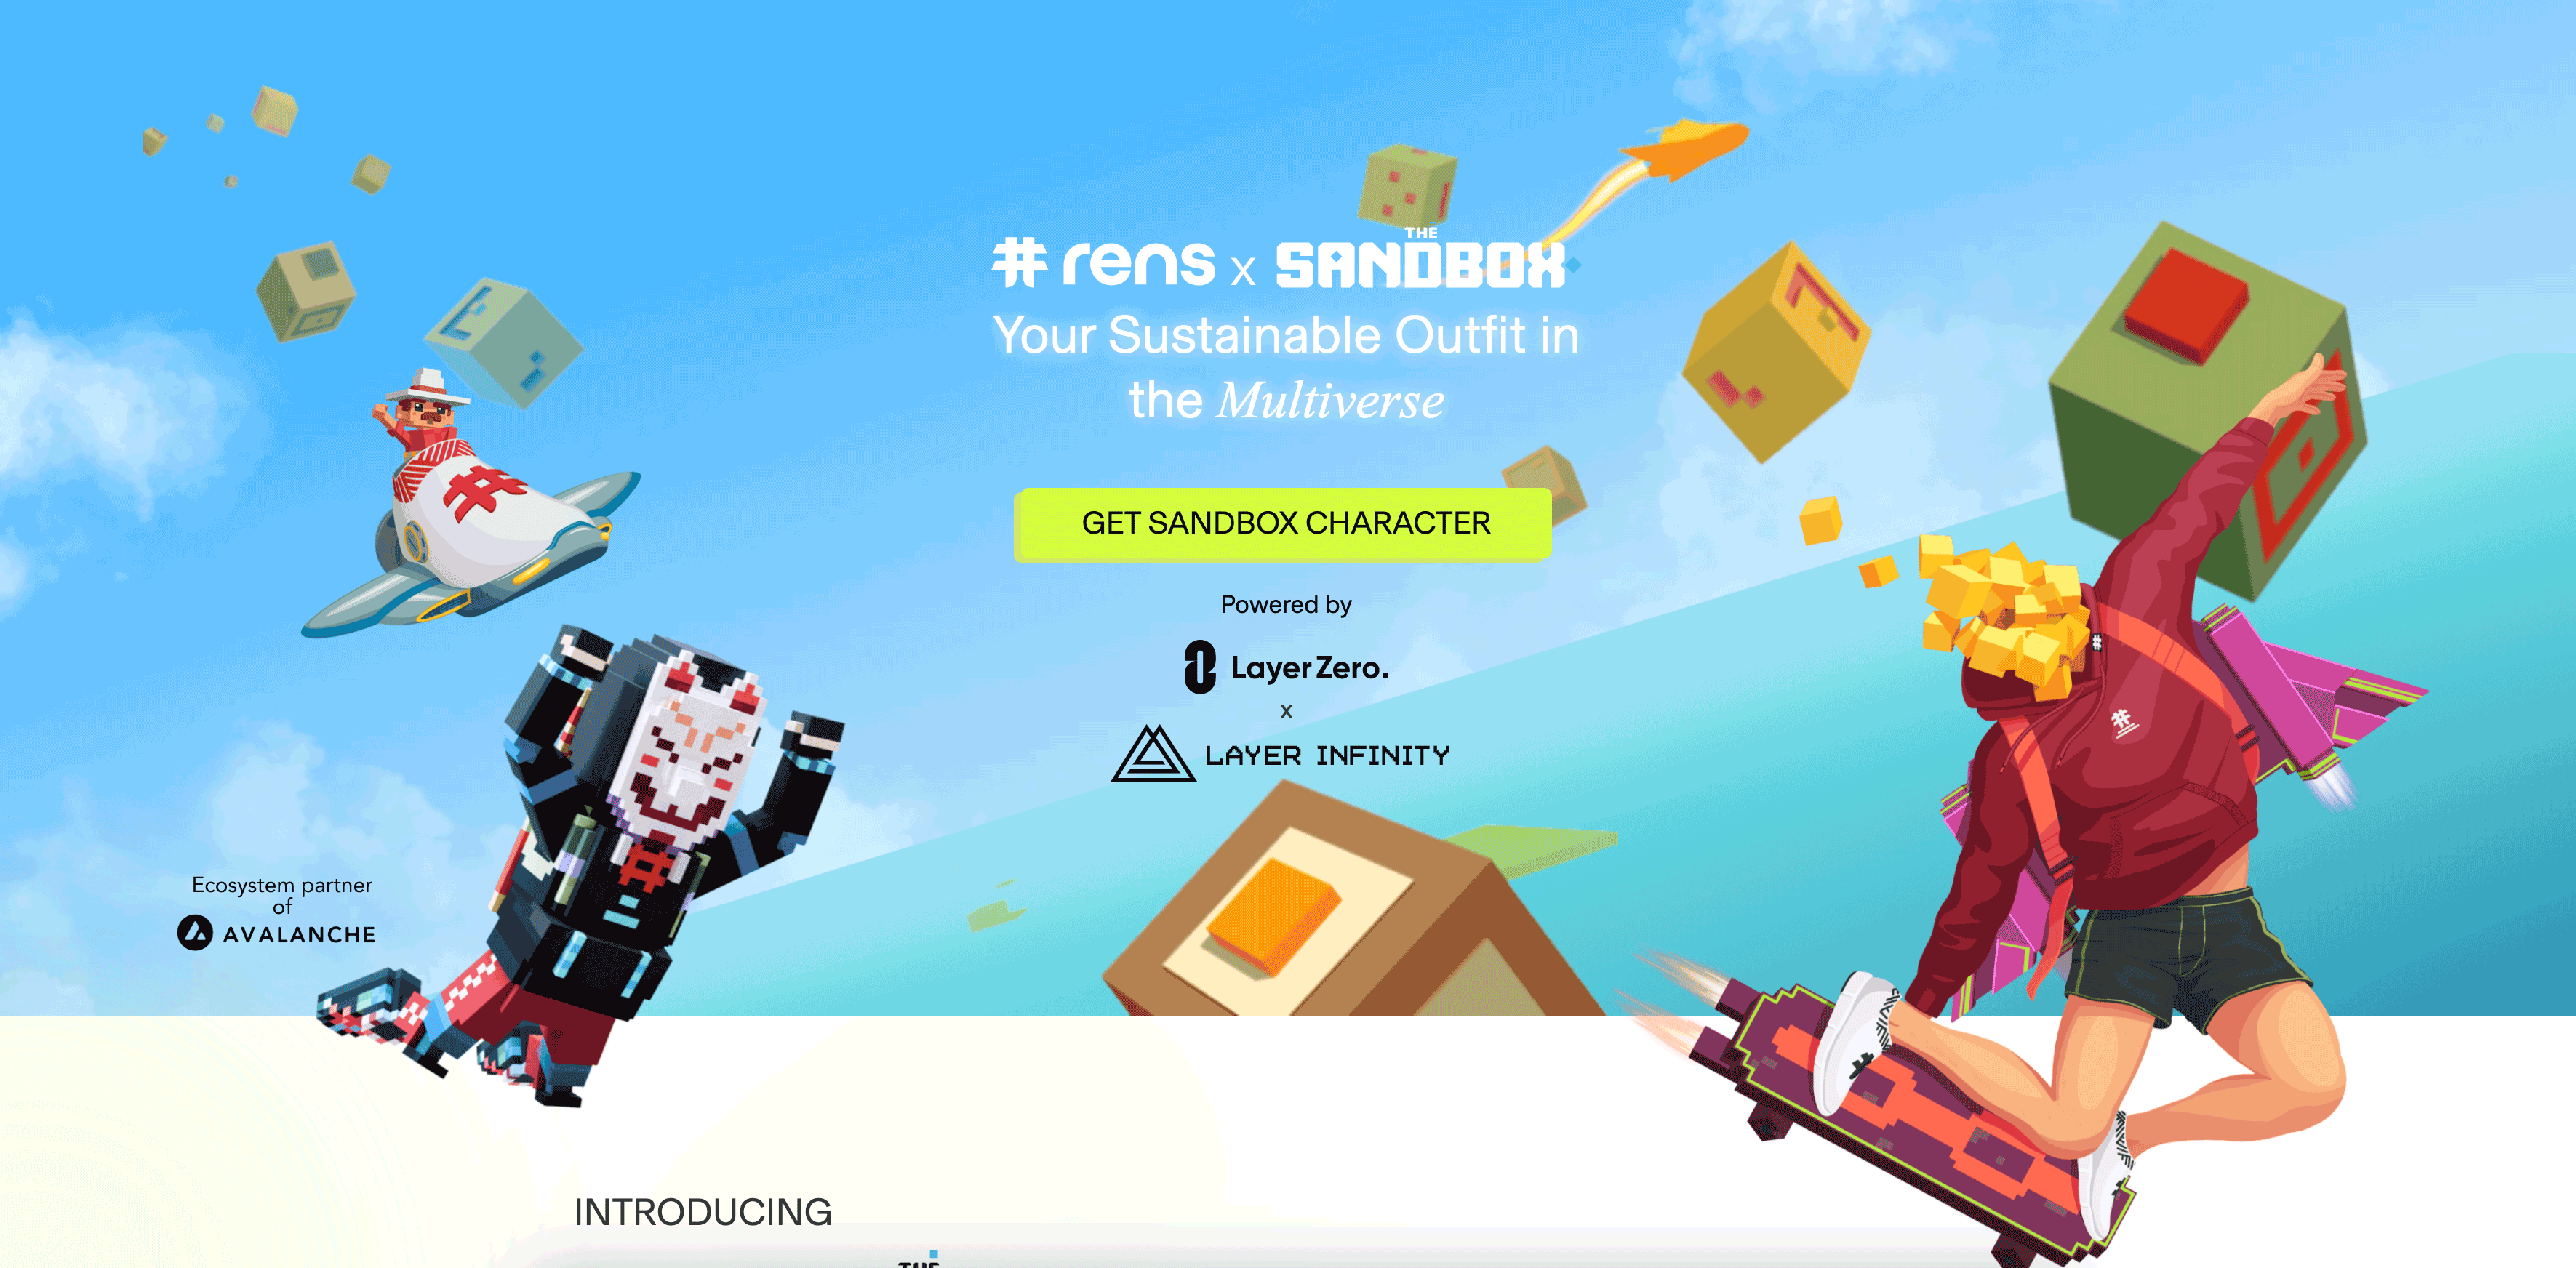 # rens x THE SANDBOX
Your Sustainable Outfit in
the Multiverse
GET SANDBOX CHARACTER
Powered by
LayerZero.
x
LAYER INFINITY
Ecosystem partner
of
AVALANCHE
INTRODUCING
THE